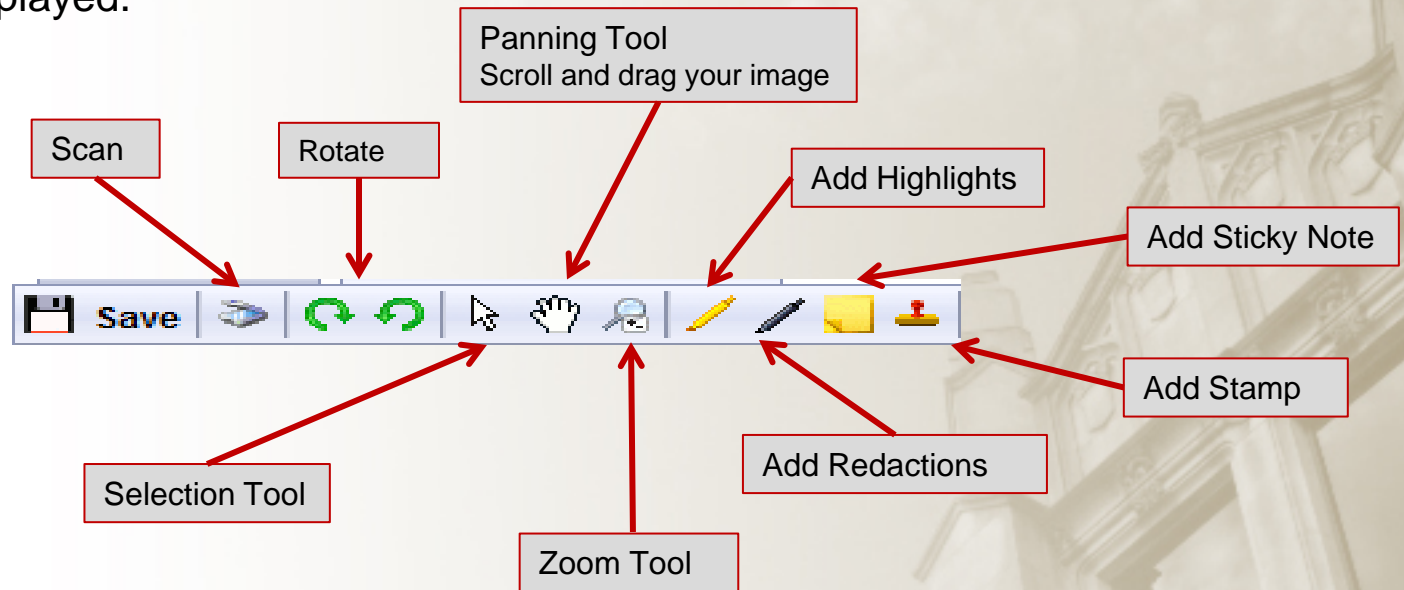 played.
Panning Tool
Scroll and drag your image
Scan
Rotate
Add Highlights
Add Sticky Note
Save
Add Stamp
Selection Tool
Add Redactions
Zoom Tool